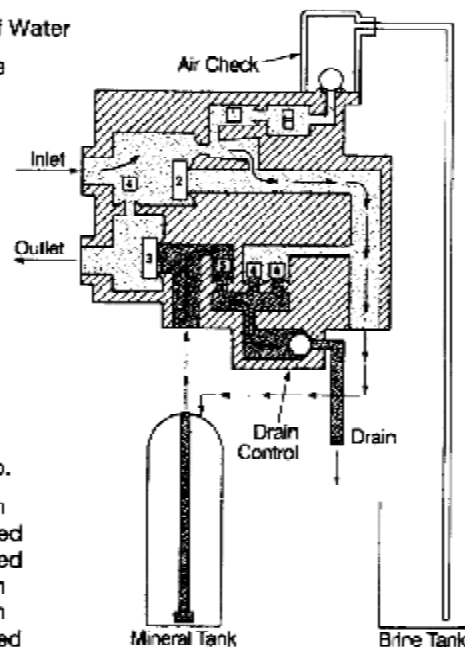 f Water
Air Check
1
Inlet
4
2
Outlet
3
5
6
Drain
Control
Drain
Mineral Tank
Brine Tank
o.
n
ed
ed
n
n
ed